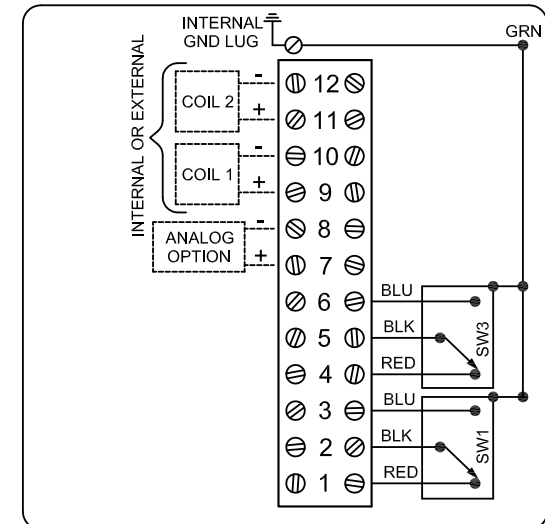 INTERNAL
GND LUG
GRN
INTERNAL OR EXTERNAL
COIL 2
-
+
12
11
COIL 1
-
+
10
9
ANALOG
OPTION
-
+
8
7
6
BLU
5
BLK
4
RED
SW3
3
BLU
2
BLK
1
RED
SW1